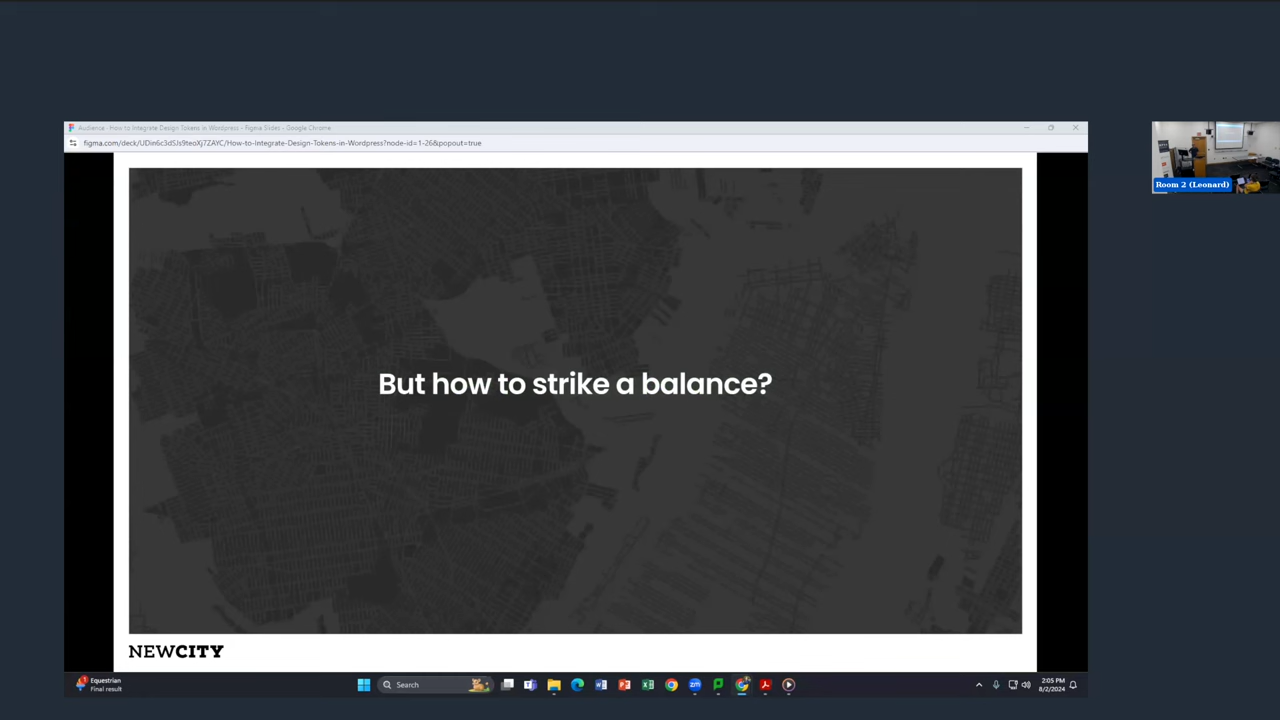 Audience - How to Integrate Design Tokens in Wordpress - Figma Slides - Google Chrome
figma.com/deck/UDin6c3dSJs9teoXj7ZAYC/How-to-Integrate-Design-Tokens-in-Wordpress?node-id=1-26&popout=true
Room 2 (Leonard)
But how to strike a balance?
NEWCITY
Equestrian
Final result
Search
2:05 PM
8/2/2024